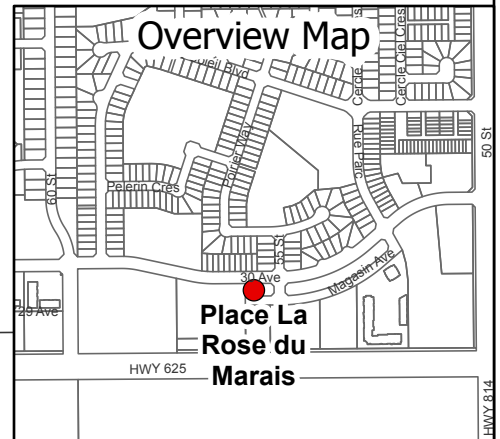 Overview Map
Soleil Blvd
Cercle
Cercle Ciel Cres
50 St
Rue Parc
Poirier Way
Pelerin Cres
60 St
55 St
30 Ave
Magasin Ave
29 Ave
Place La
Rose du
Marais
HWY 625
HWY 814